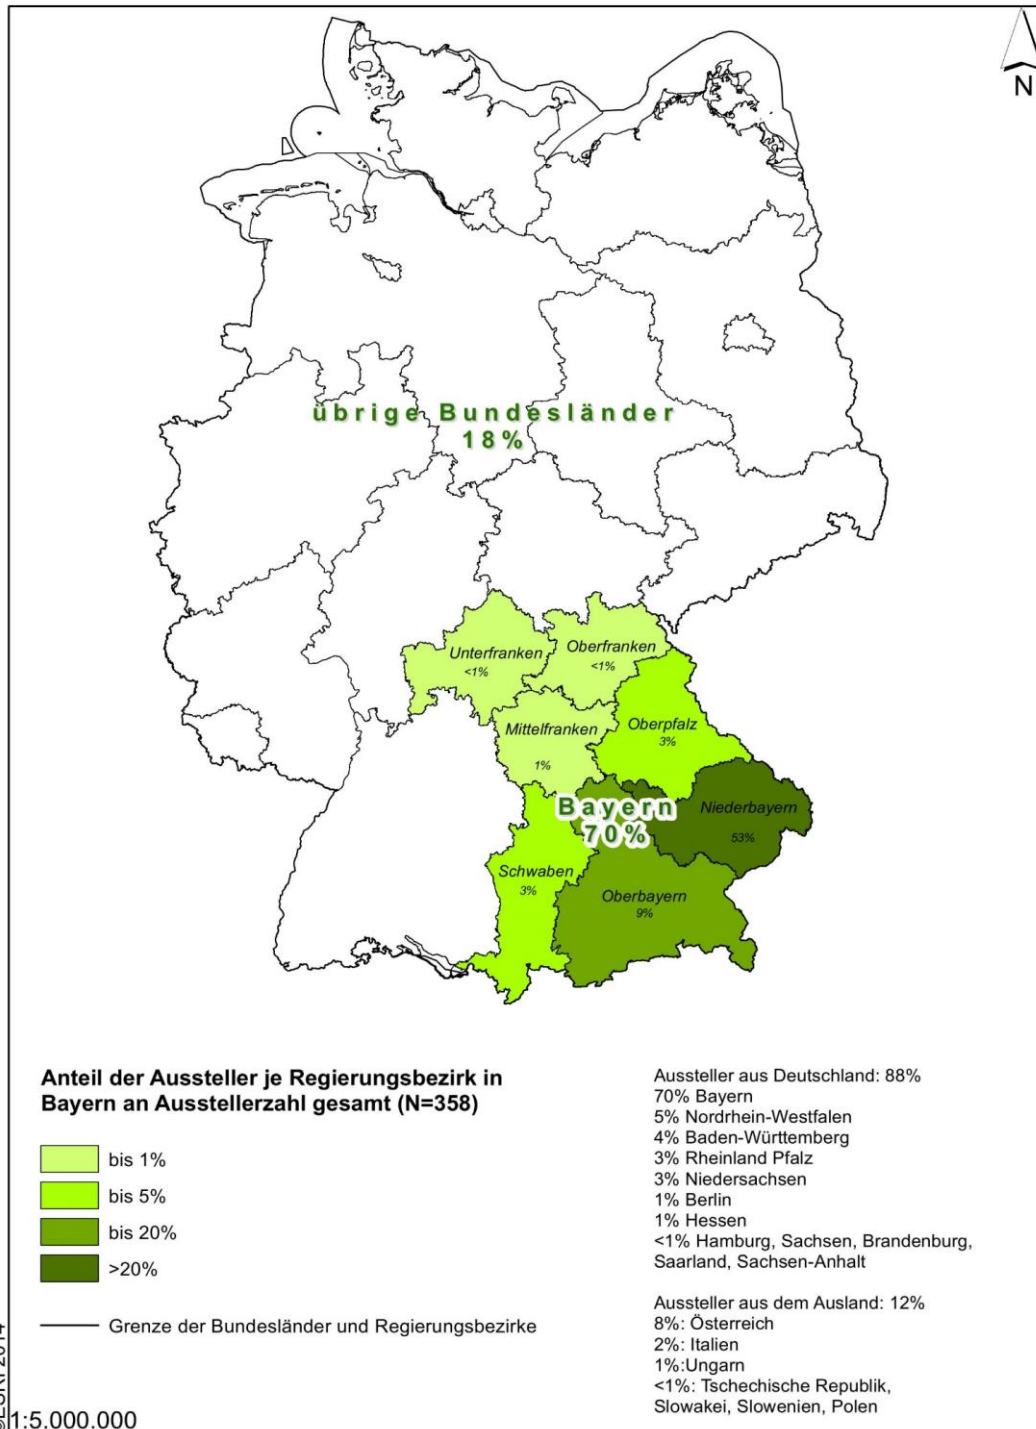 N
übrige Bundesländer
18%
Unterfranken
<1%
Oberfranken
<1%
Mittelfranken
1%
Oberpfalz
3%
Bayern
70%
Niederbayern
53%
Schwaben
3%
Oberbayern
9%
Anteil der Aussteller je Regierungsbezirk in
Bayern an Ausstellerzahl gesamt (N=358)
bis 1%
bis 5%
bis 20%
>20%
Grenze der Bundesländer und Regierungsbezirke
Aussteller aus Deutschland: 88%
70% Bayern
5% Nordrhein-Westfalen
4% Baden-Württemberg
3% Rheinland Pfalz
3% Niedersachsen
1% Berlin
1% Hessen
<1% Hamburg, Sachsen, Brandenburg,
Saarland, Sachsen-Anhalt
Aussteller aus dem Ausland: 12%
8%: Österreich
2%: Italien
1%:Ungarn
<1%: Tschechische Republik,
Slowakei, Slowenien, Polen
1:5.000.000